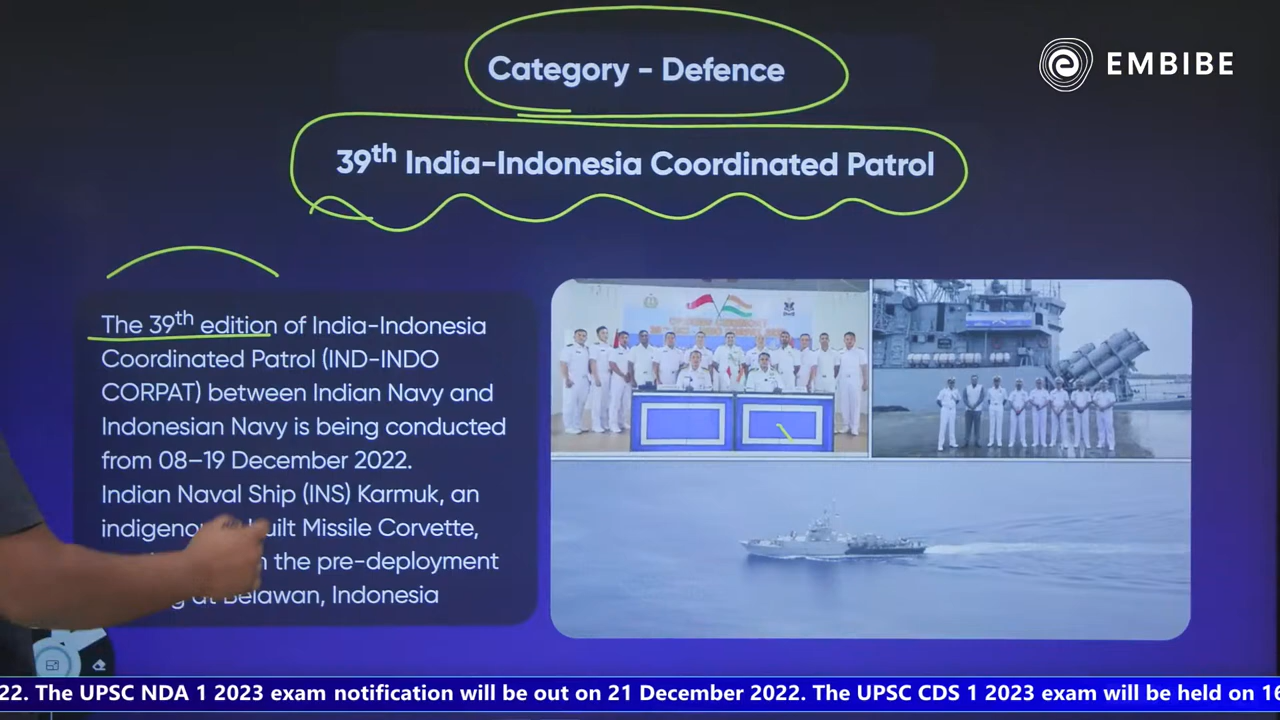 Category - Defence
EMBIBE
39th India-Indonesia Coordinated Patrol
The 39th edition of India-Indonesia
Coordinated Patrol (IND-INDO
CORPAT) between Indian Navy and
Indonesian Navy is being conducted
from 08–19 December 2022.
Indian Naval Ship (INS) Karmuk, an
Missile Corvette,
the pre-deployment
at Belawan, Indonesia
22. The UPSC NDA 1 2023 exam notification will be out on 21 December 2022. The UPSC CDS 1 2023 exam will be held on 16